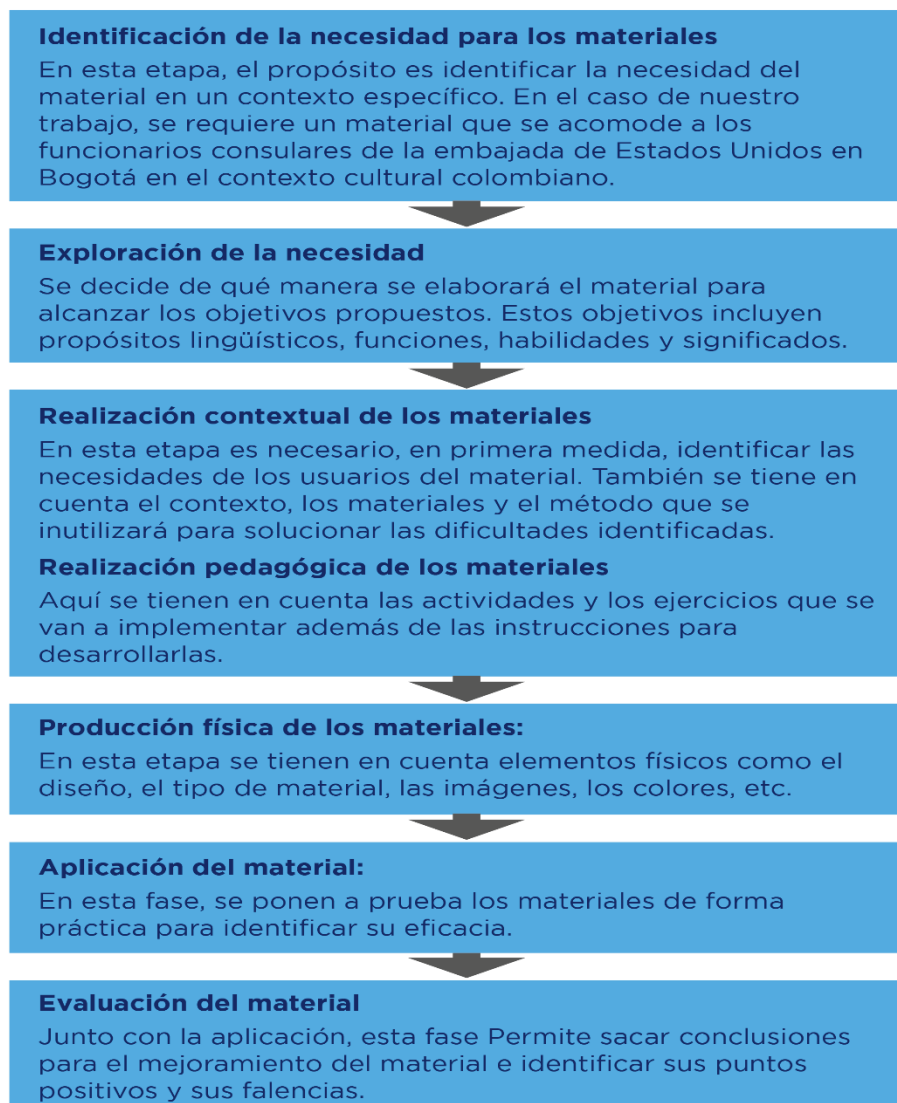 Identificación de la necesidad para los materiales
En esta etapa, el propósito es identificar la necesidad del
material en un contexto específico. En el caso de nuestro
trabajo, se requiere un material que se acomode a los
funcionarios consulares de la embajada de Estados Unidos en
Bogotá en el contexto cultural colombiano.
Exploración de la necesidad
Se decide de qué manera se elaborará el material para
alcanzar los objetivos propuestos. Estos objetivos incluyen
propósitos lingüísticos, funciones, habilidades y significados.
Realización contextual de los materiales
En esta etapa es necesario, en primera medida, identificar las
necesidades de los usuarios del material. También se tiene en
cuenta el contexto, los materiales y el método que se
inutilizará para solucionar las dificultades identificadas.
Realización pedagógica de los materiales
Aquí se tienen en cuenta las actividades y los ejercicios que se
van a implementar además de las instrucciones para
desarrollarlas.
Producción física de los materiales:
En esta etapa se tienen en cuenta elementos físicos como el
diseño, el tipo de material, las imágenes, los colores, etc.
Aplicación del material:
En esta fase, se ponen a prueba los materiales de forma
práctica para identificar su eficacia.
Evaluación del material
Junto con la aplicación, esta fase Permite sacar conclusiones
para el mejoramiento del material e identificar sus puntos
positivos y sus falencias.